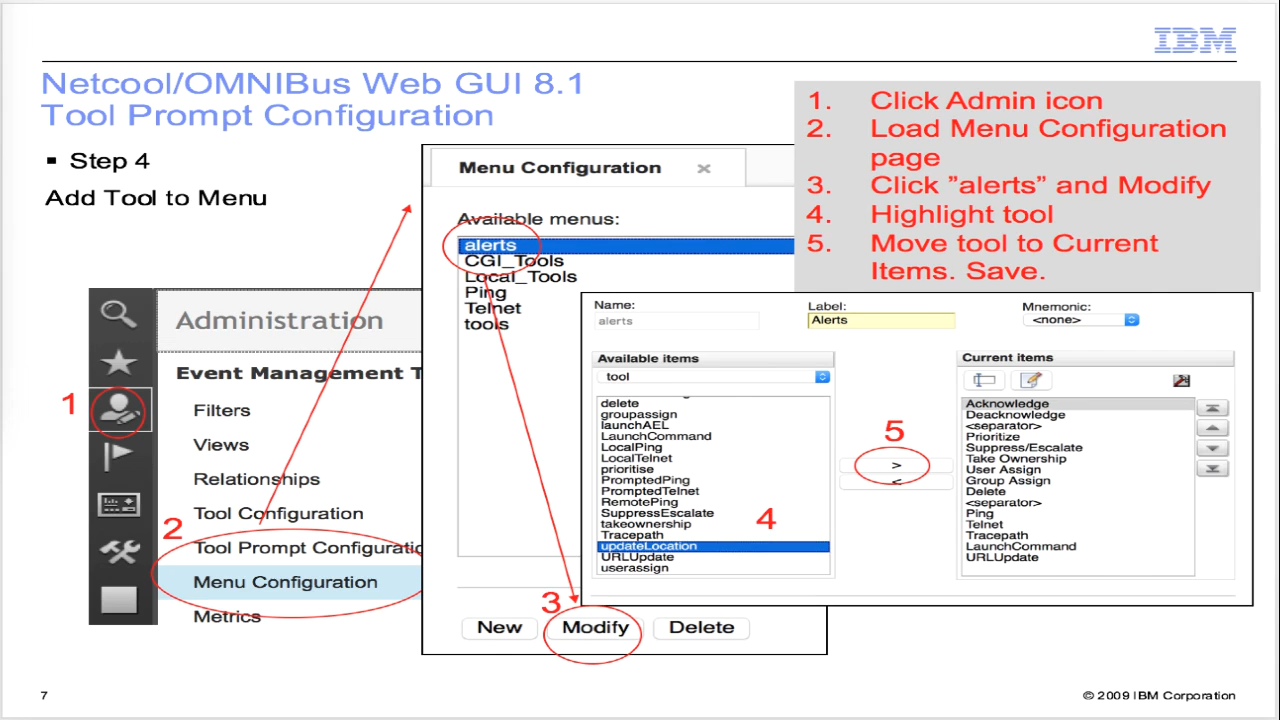 IBM
Netcool/OMNIBus Web GUI 8.1
Tool Prompt Configuration
▪ Step 4
Add Tool to Menu
1. Click Admin icon
2. Load Menu Configuration
page
3. Click ”alerts” and Modify
4. Highlight tool
5. Move tool to Current
Items. Save.
1
Administration
Event Management T
Filters
Views
Relationships
Tool Configuration
2
Tool Prompt Configuratio
Menu Configuration
Metrics
Menu Configuration ×
Available menus:
alerts
CGI_Tools
Local_Tools
Ping
Telnet
tools
3
New Modify Delete
Name: Label: Mnemonic:
alerts Alerts <none>
Available items
tool
delete
groupassign
launchAEL
LaunchCommand
LocalPing
LocalTelnet
prioritise
PromptedPing
PromptedTelnet
RemotePing
SuppressEscalate
takeownership
Tracepath
updateLocation
URLUpdate
userassign
4
5
>
<
Current items
Acknowledge
Deacknowledge
<separator>
Prioritize
Suppress/Escalate
Take Ownership
User Assign
Group Assign
Delete
<separator>
Ping
Telnet
Tracepath
LaunchCommand
URLUpdate
7
© 2009 IBM Corporation